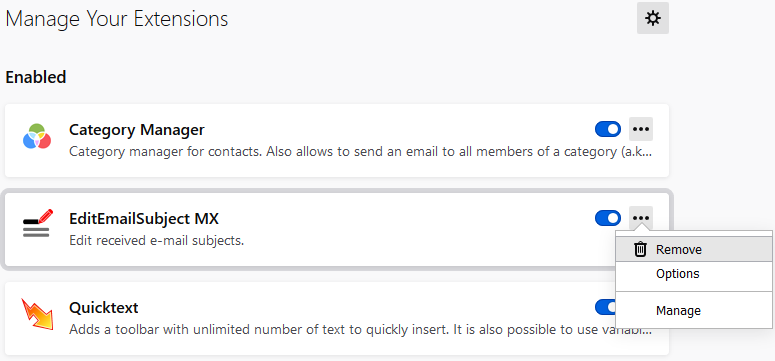 Manage Your Extensions
Enabled
Category Manager
Category manager for contacts. Also allows to send an email to all members of a category (a.k...
EditEmailSubject MX
Edit received e-mail subjects.
Remove
Options
Manage
Quicktext
Adds a toolbar with unlimited number of text to quickly insert. It is also possible to use variabl...